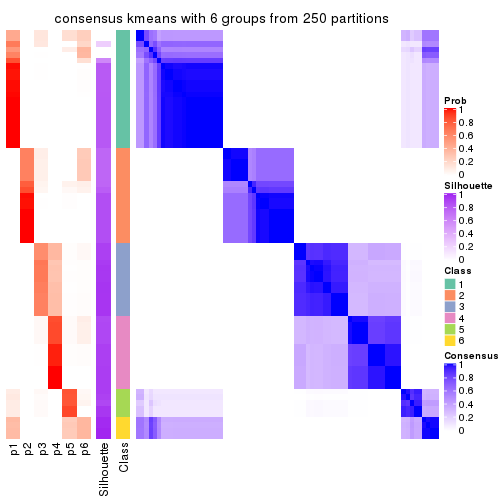 consensus kmeans with 6 groups from 250 partitions
Prob
1
0.8
0.6
0.4
0.2
0
Silhouette
1
0.8
0.6
0.4
0.2
0
Class
1
2
3
4
5
6
Consensus
1
0.8
0.6
0.4
0.2
0
p1
p2
p3
p4
p5
p6
Silhouette
Class